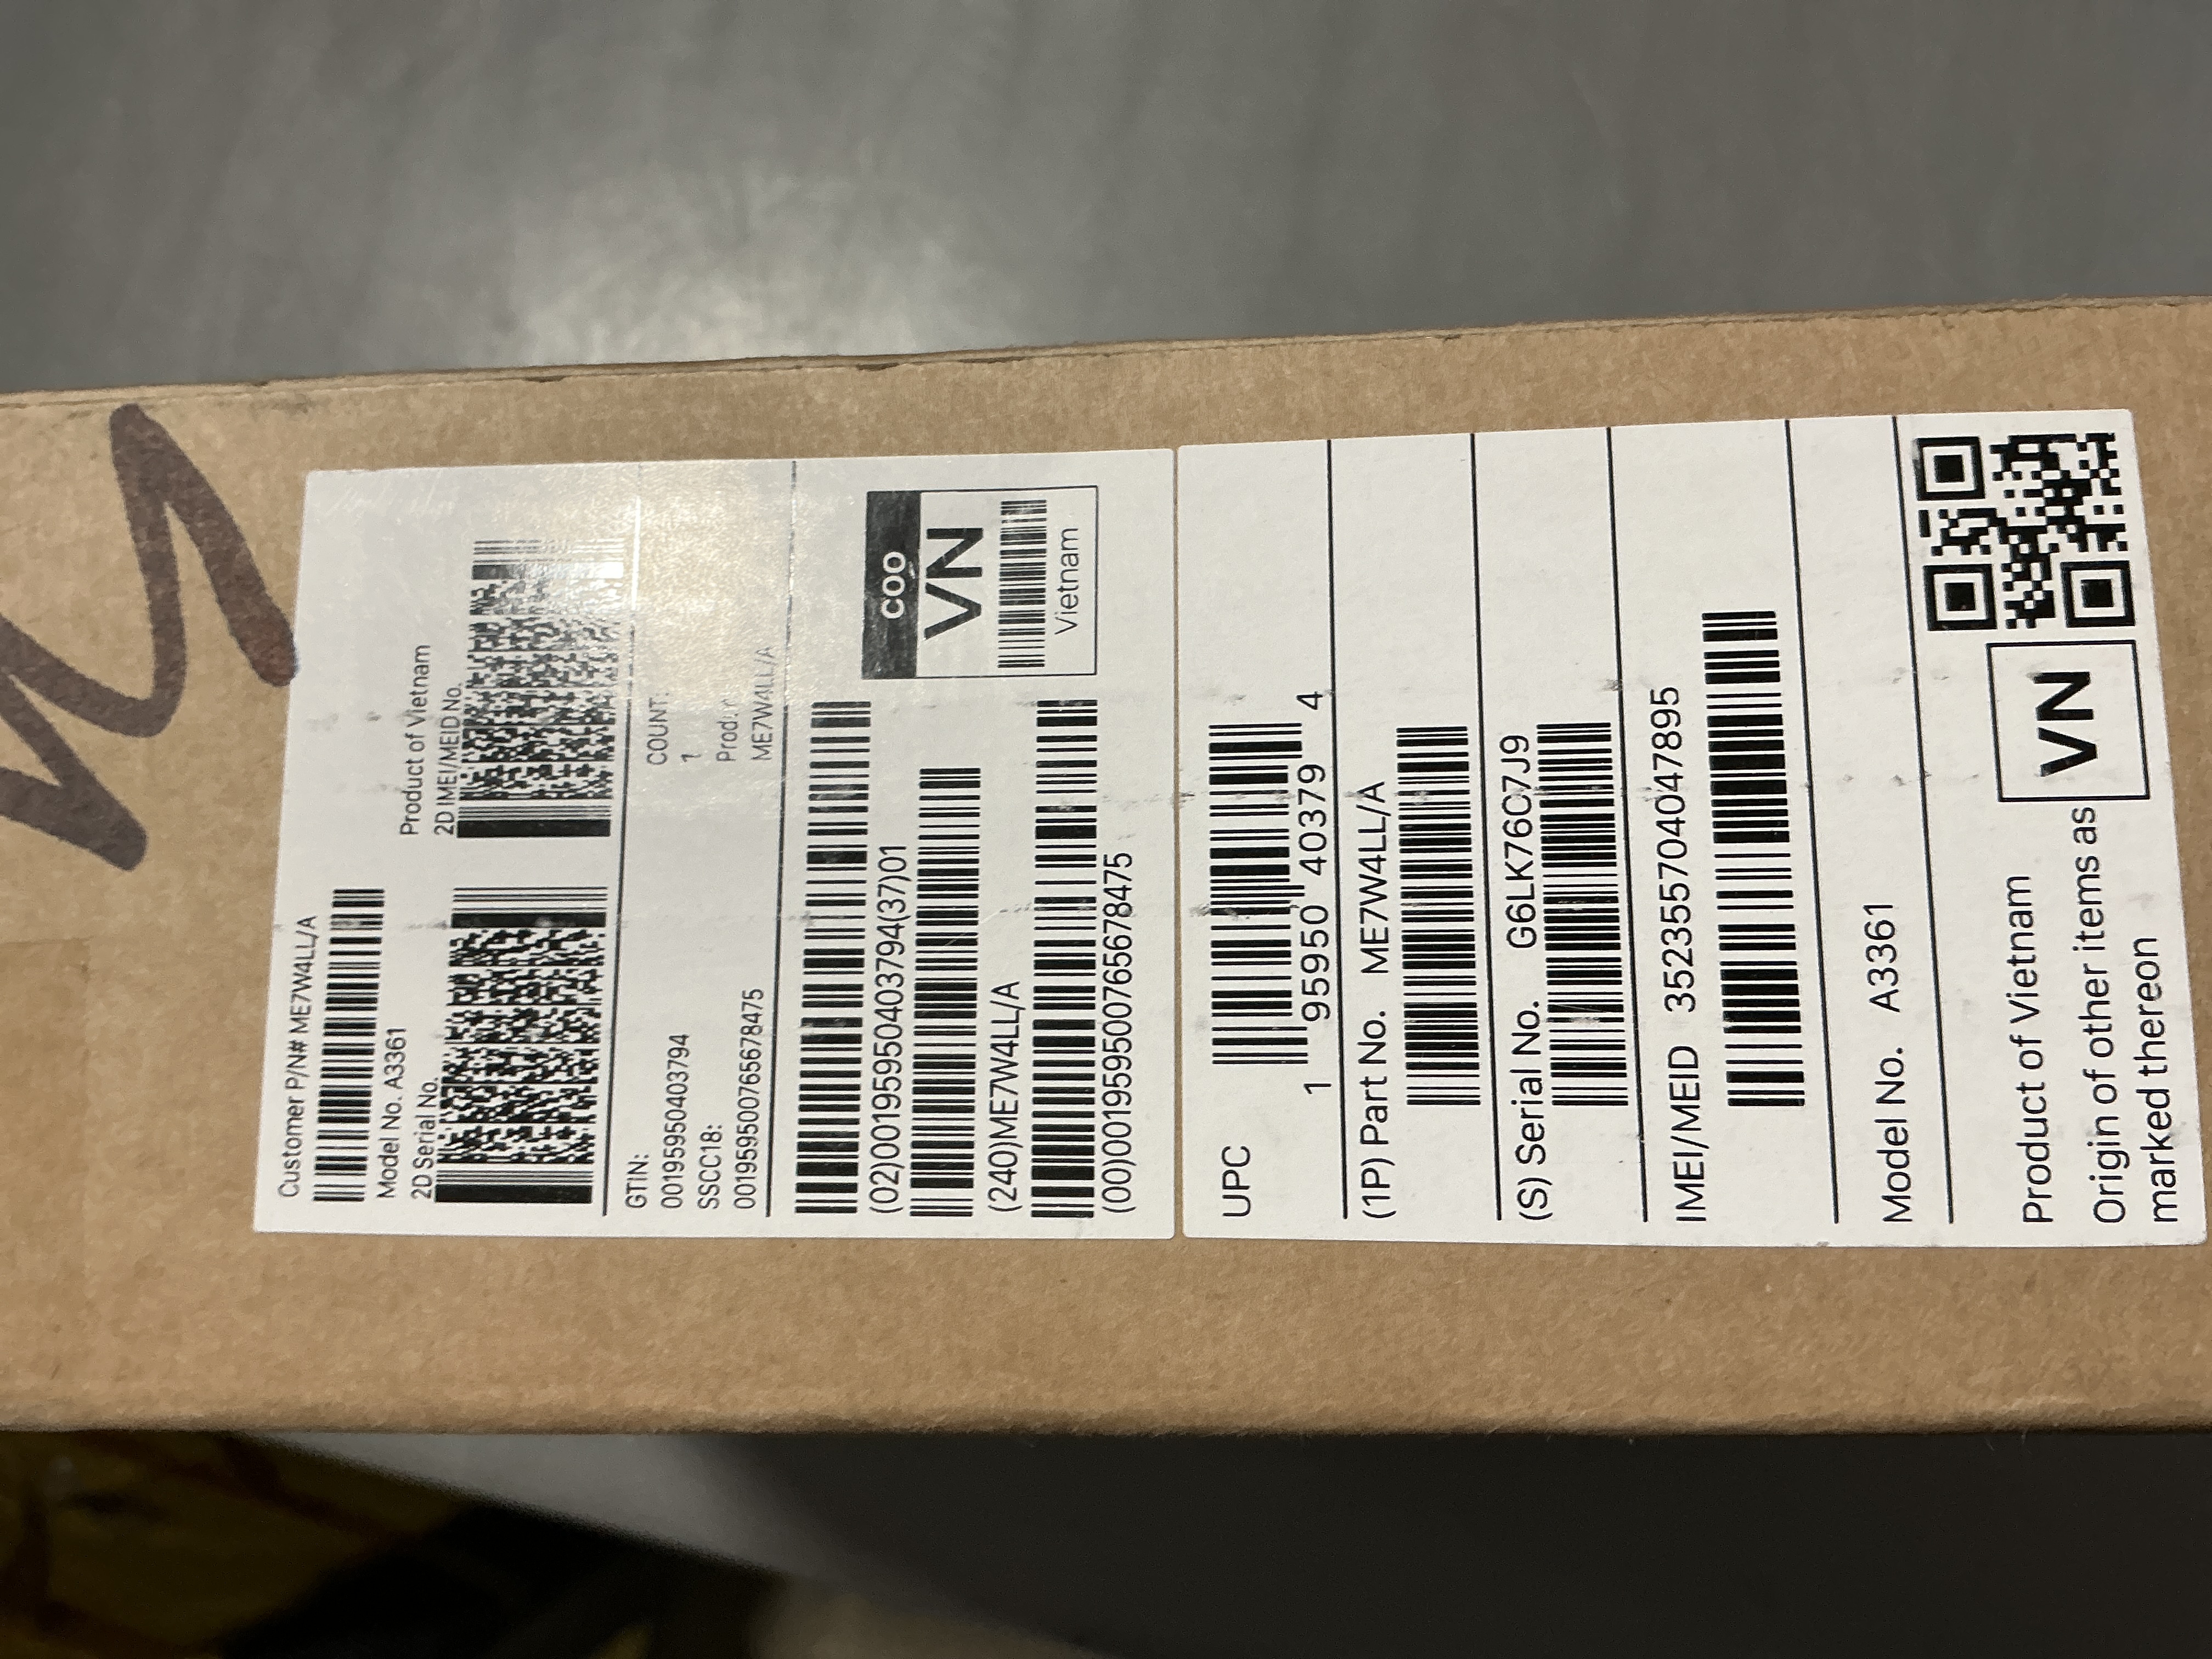 Customer P/N# ME7W4LL/A
Model No. A3361
2D Serial No.
Product of Vietnam
2D IMEI/MEID No.
GTIN:
00195950403794
SSCC18:
001959500765678475
COUNT:
1
ME7W4LL/A
(02)00195950403794(37)01
(240)ME7W4LL/A
(00)001959500765678475
COO
VN
Vietnam
UPC
1 95950 40379 4
(1P) Part No. ME7W4LL/A
(S) Serial No. G6LK76C7J9
IMEI/MEID 352355704047895
Model No. A3361
Product of Vietnam
Origin of other items as
marked thereon
VN